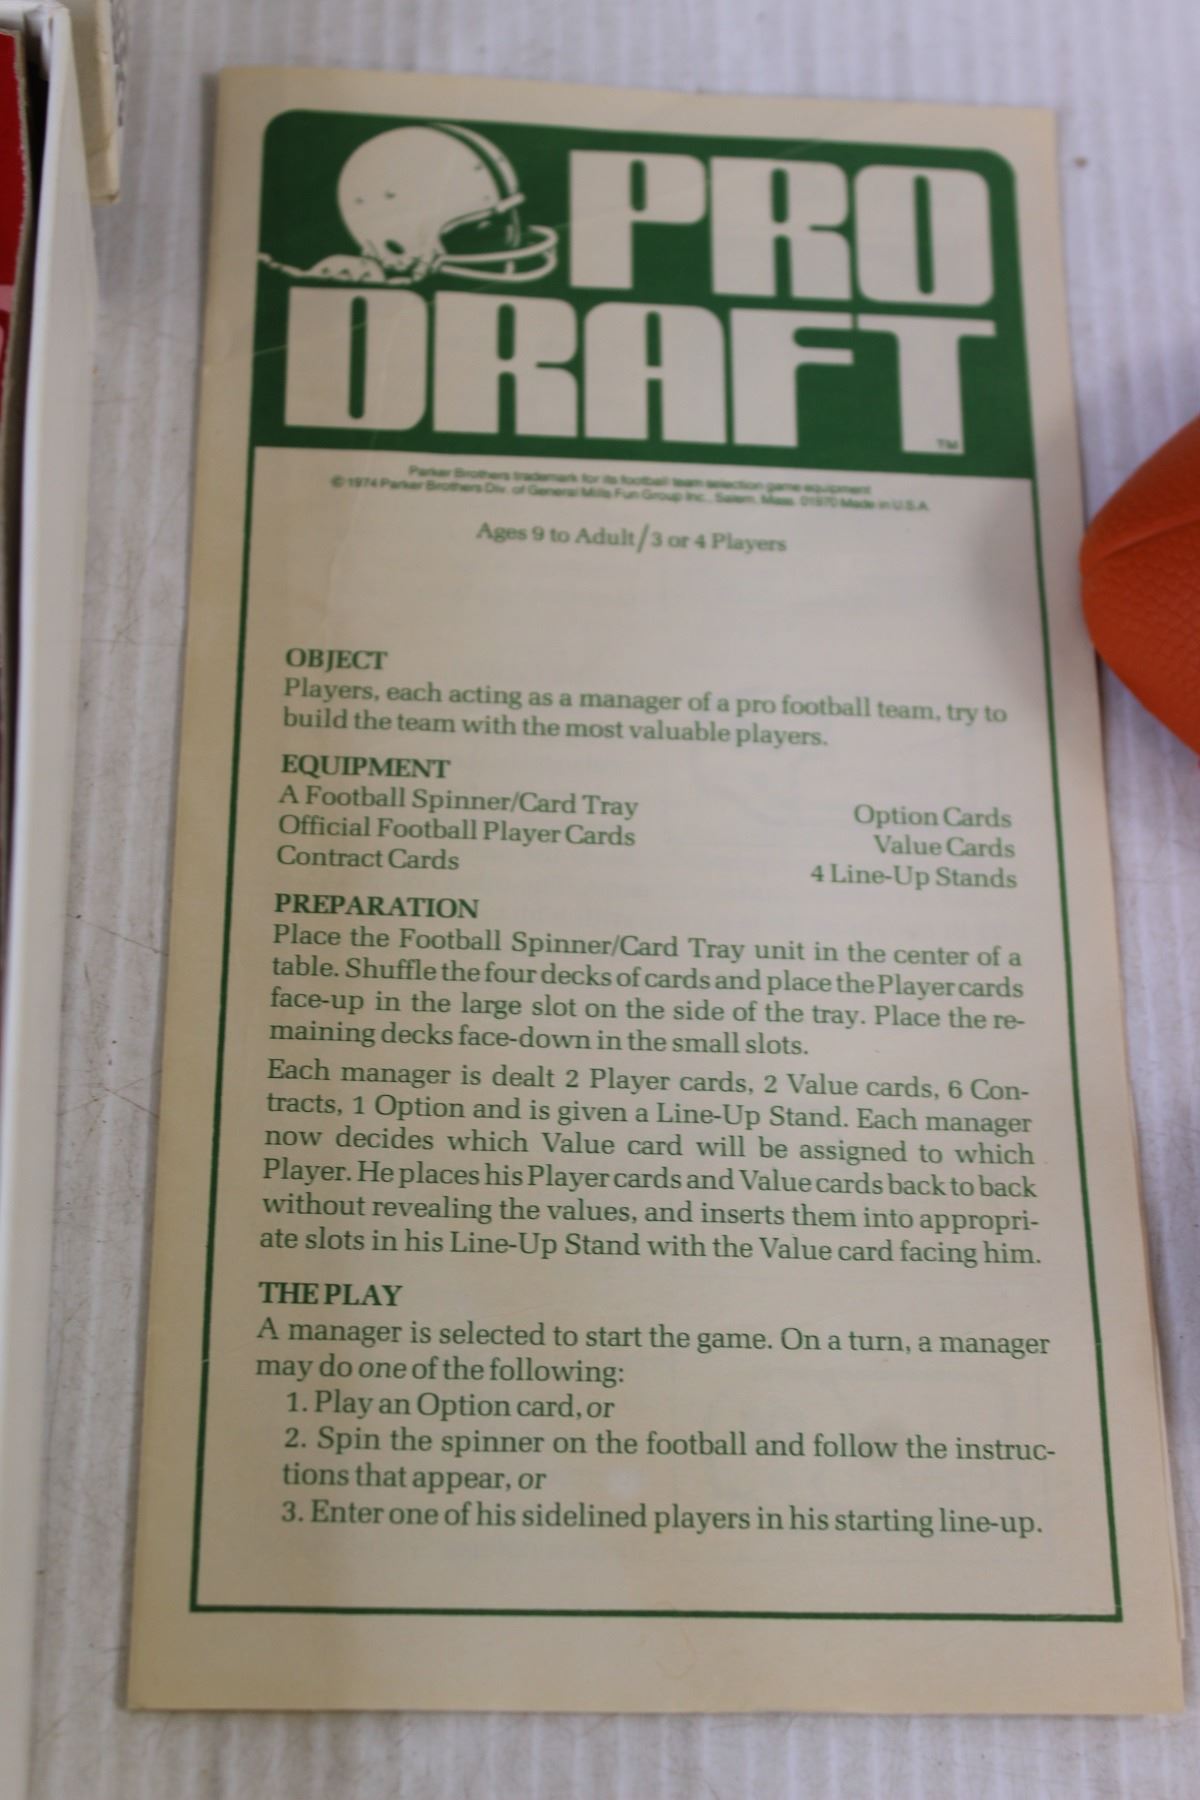 PRO
DRAFT
TM
Parker Brothers trademark for its football team selection game equipment
© 1974 Parker Brothers Div. of General Mills Fun Group Inc., Salem, Mass. 01970 Made in U.S.A.
Ages 9 to Adult/3 or 4 Players
OBJECT
Players, each acting as a manager of a pro football team, try to
build the team with the most valuable players.
EQUIPMENT
A Football Spinner/Card Tray
Official Football Player Cards
Contract Cards
Option Cards
Value Cards
4 Line-Up Stands
PREPARATION
Place the Football Spinner/Card Tray unit in the center of a
table. Shuffle the four decks of cards and place the Player cards
face-up in the large slot on the side of the tray. Place the re-
maining decks face-down in the small slots.
Each manager is dealt 2 Player cards, 2 Value cards, 6 Con-
tracts, 1 Option and is given a Line-Up Stand. Each manager
now decides which Value card will be assigned to which
Player. He places his Player cards and Value cards back to back
without revealing the values, and inserts them into appropri-
ate slots in his Line-Up Stand with the Value card facing him.
THE PLAY
A manager is selected to start the game. On a turn, a manager
may do one of the following:
1. Play an Option card, or
2. Spin the spinner on the football and follow the instruc-
tions that appear, or
3. Enter one of his sidelined players in his starting line-up.